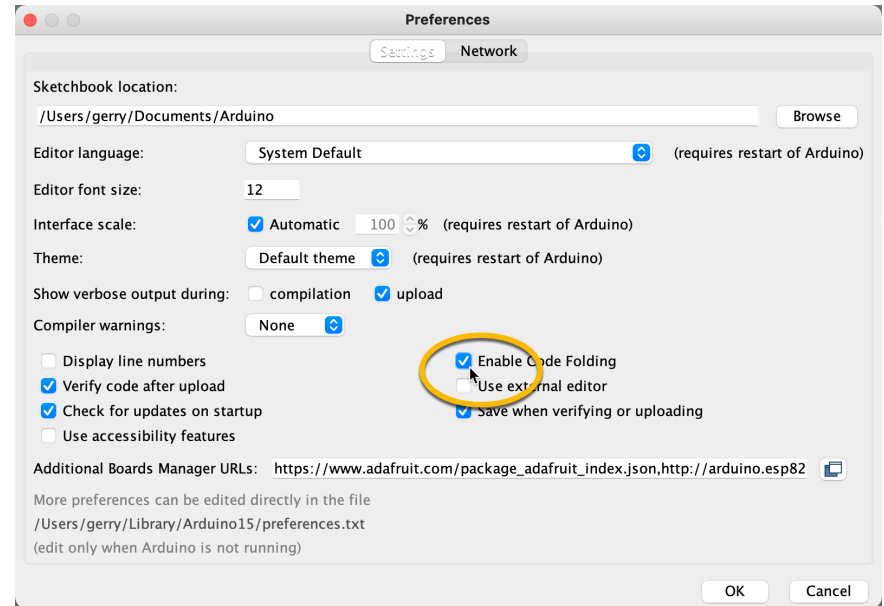 Preferences
Settings Network
Sketchbook location:
/Users/gerry/Documents/Arduino Browse
Editor language: System Default (requires restart of Arduino)
Editor font size: 12
Interface scale: Automatic 100 % (requires restart of Arduino)
Theme: Default theme (requires restart of Arduino)
Show verbose output during: compilation upload
Compiler warnings: None
Display line numbers Enable Code Folding
Verify code after upload Use external editor
Check for updates on startup Save when verifying or uploading
Use accessibility features
Additional Boards Manager URLs: https://www.adafruit.com/package_adafruit_index.json,http://arduino.esp82
More preferences can be edited directly in the file
/Users/gerry/Library/Arduino15/preferences.txt
(edit only when Arduino is not running)
OK Cancel